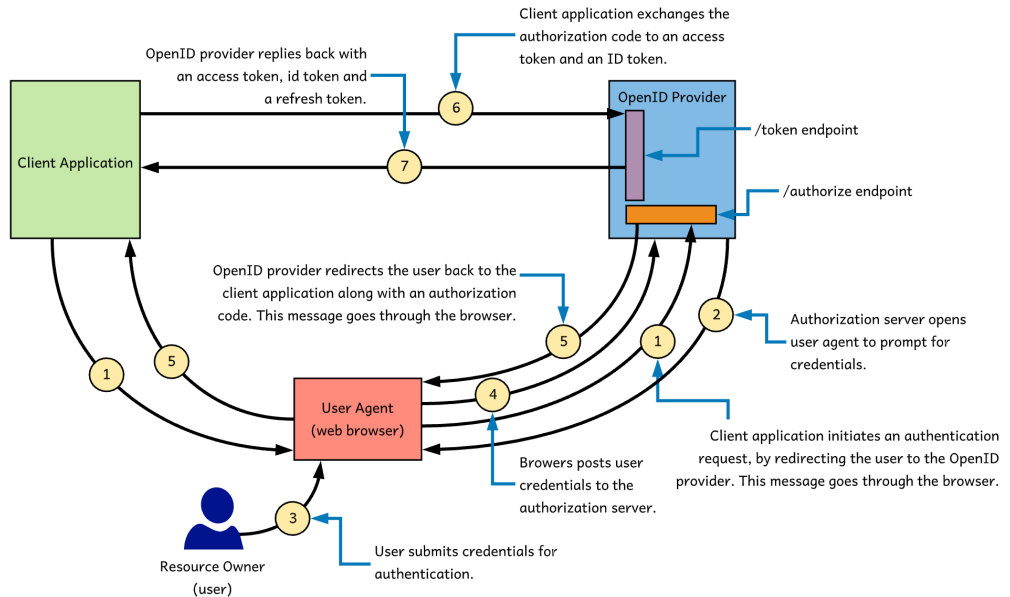 Client application exchanges the
authorization code to an access
token and an ID token.
OpenID provider replies back with
an access token, id token and
a refresh token.
6
OpenID Provider
Client Application
7
/token endpoint
/authorize endpoint
OpenID provider redirects the user back to the
client application along with an authorization
code. This message goes through the browser.
2
Authorization server opens
user agent to prompt for
credentials.
5
1
5
1
4
User Agent
(web browser)
Client application initiates an authentication
request, by redirecting the user to the OpenID
provider. This message goes through the browser.
Browers posts user
credentials to the
authorization server.
3
User submits credentials for
authentication.
Resource Owner
(user)